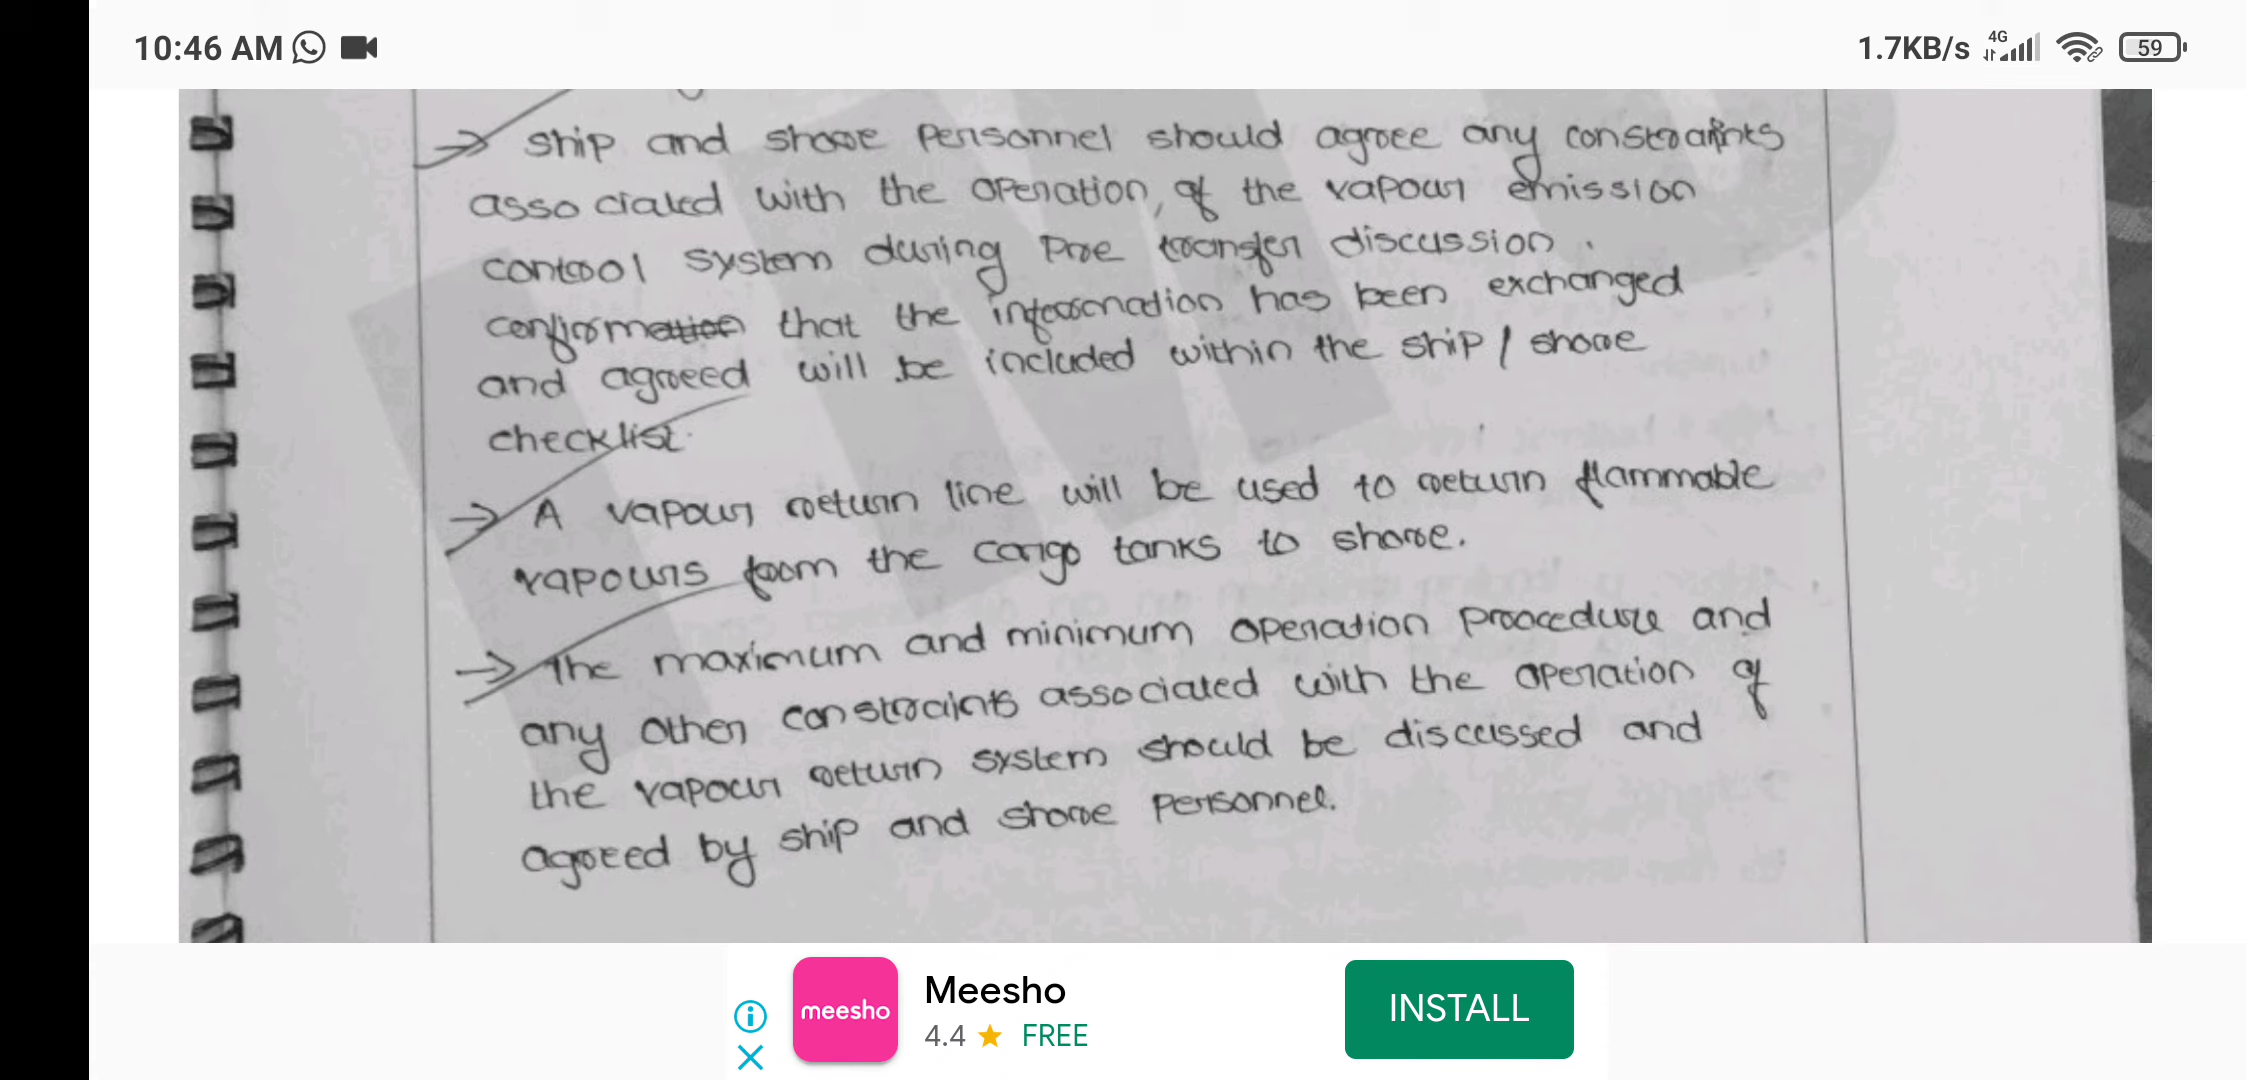 10:46 AM
1.7KB/s 4G 59
→ ship and shore personnel should agree any constraints
associated with the operation, of the vapour emission
control system during Pre transfer discussion.
confirmation that the information has been exchanged
and agreed will be included within the ship / shore
checklist.
→ A vapour return line will be used to return flammable
vapours from the cargo tanks to shore.
→ The maximum and minimum operation procedure and
any other constraints associated with the operation of
the vapour return system should be discussed and
agreed by ship and shore personnel.
meesho
Meesho
4.4 ★ FREE
INSTALL